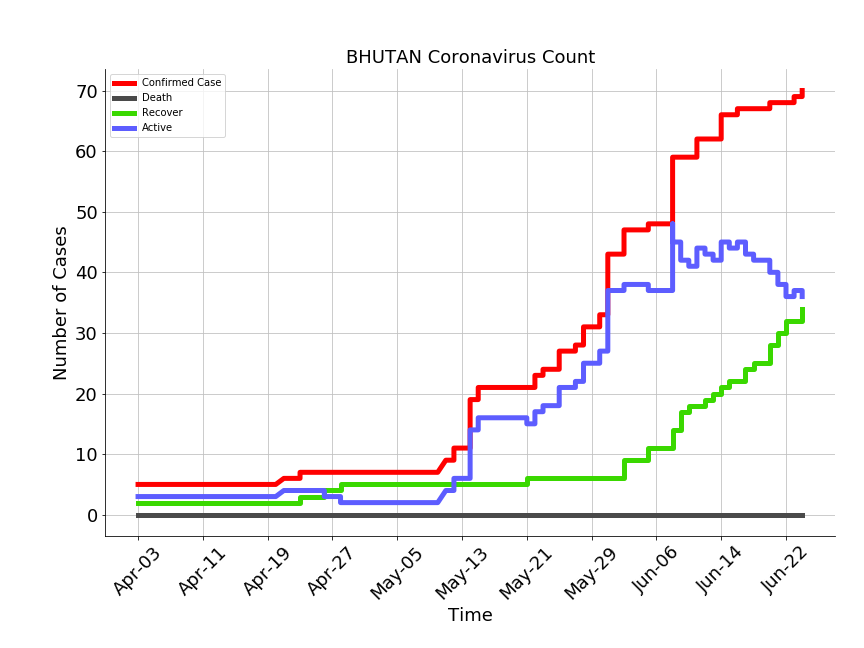 BHUTAN Coronavirus Count
Confirmed Case
Death
Recover
Active
70
60
50
40
30
20
10
0
Number of Cases
Apr-03
Apr-11
Apr-19
Apr-27
May-05
May-13
May-21
May-29
Jun-06
Jun-14
Jun-22
Time